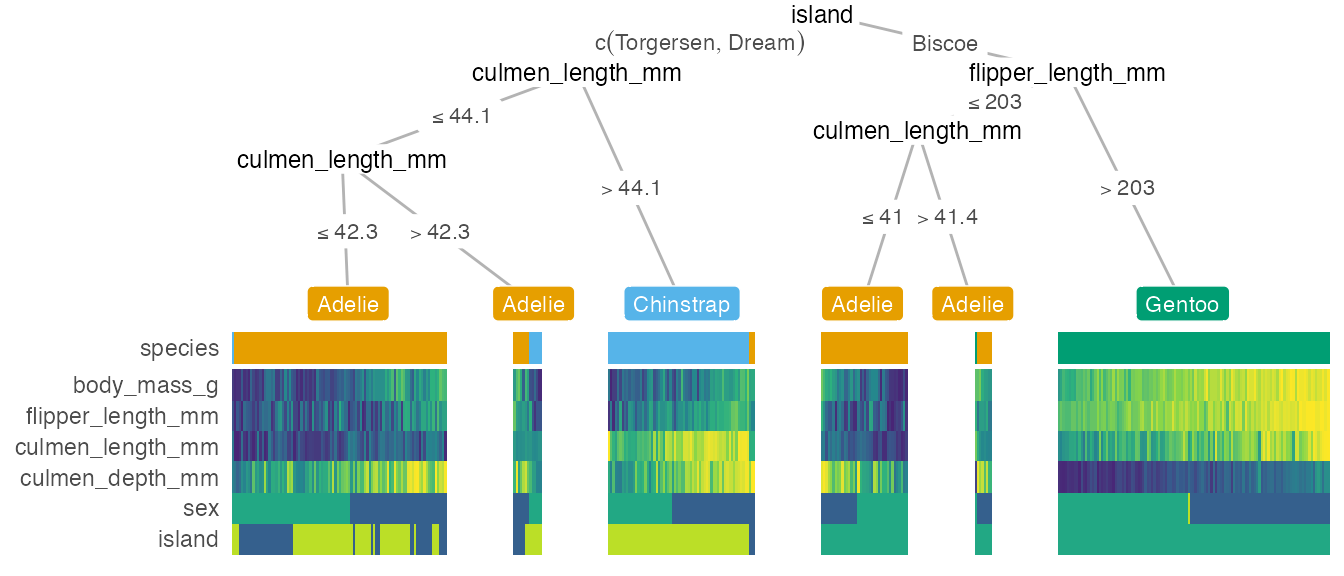 island
c(Torgersen, Dream)
Biscoe
culmen_length_mm
flipper_length_mm
≤ 44.1
≤ 203
culmen_length_mm
culmen_length_mm
> 44.1
> 203
≤ 42.3
> 42.3
≤ 41
> 41.4
Adelie
Adelie
Chinstrap
Adelie
Adelie
Gentoo
species
body_mass_g
flipper_length_mm
culmen_length_mm
culmen_depth_mm
sex
island